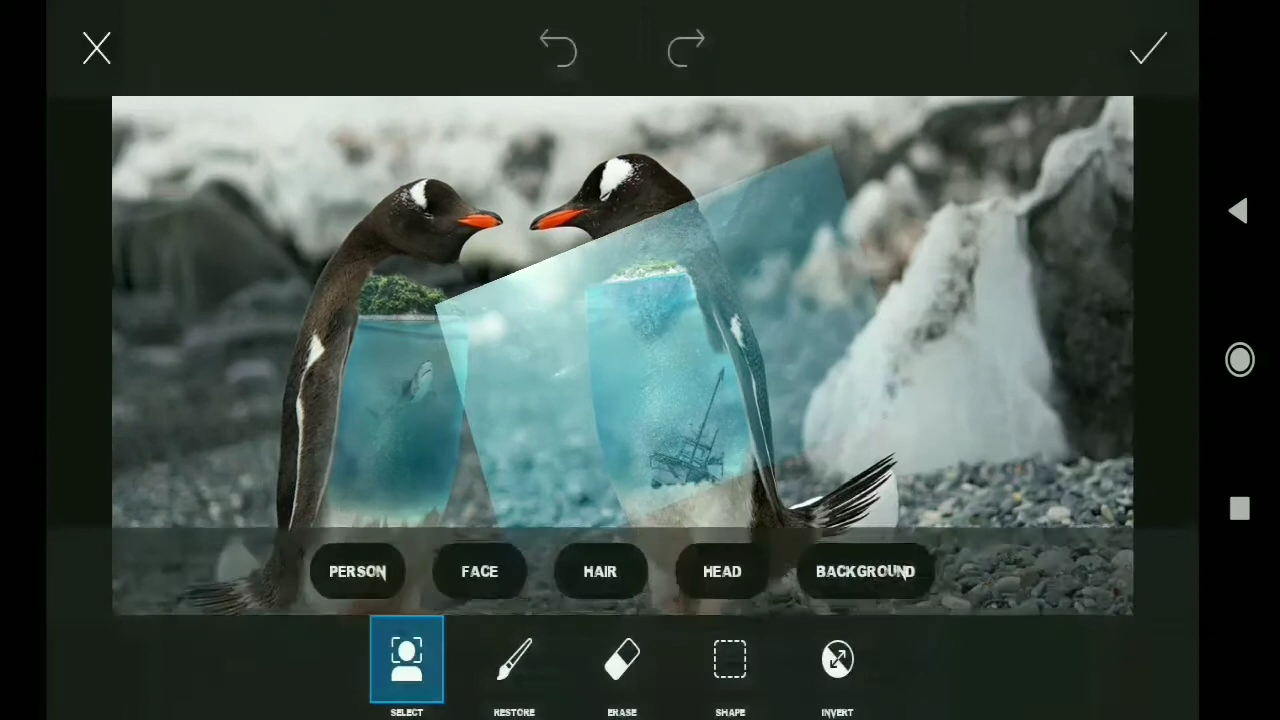 PERSON
FACE
HAIR
HEAD
BACKGROUND
SELECT
RESTORE
ERASE
SHAPE
INVERT